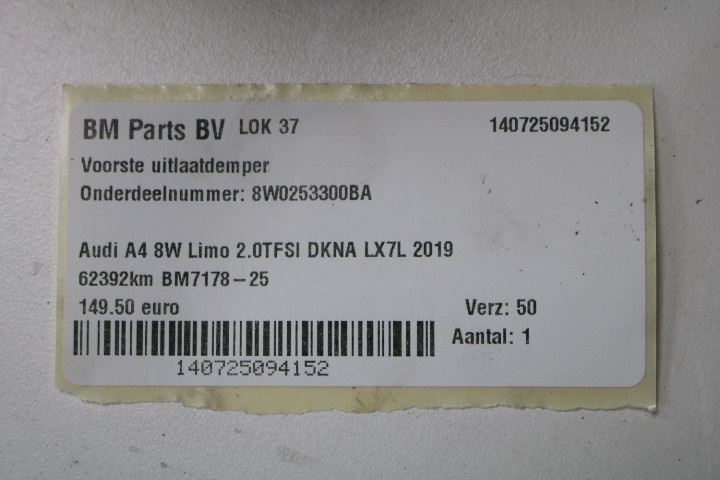 BM Parts BV LOK 37 140725094152
Voorste uitlaatdemper
Onderdeelnummer: 8W0253300BA
Audi A4 8W Limo 2.0TFSI DKNA LX7L 2019
62392km BM7178-25
149.50 euro Verz: 50
Aantal: 1
140725094152